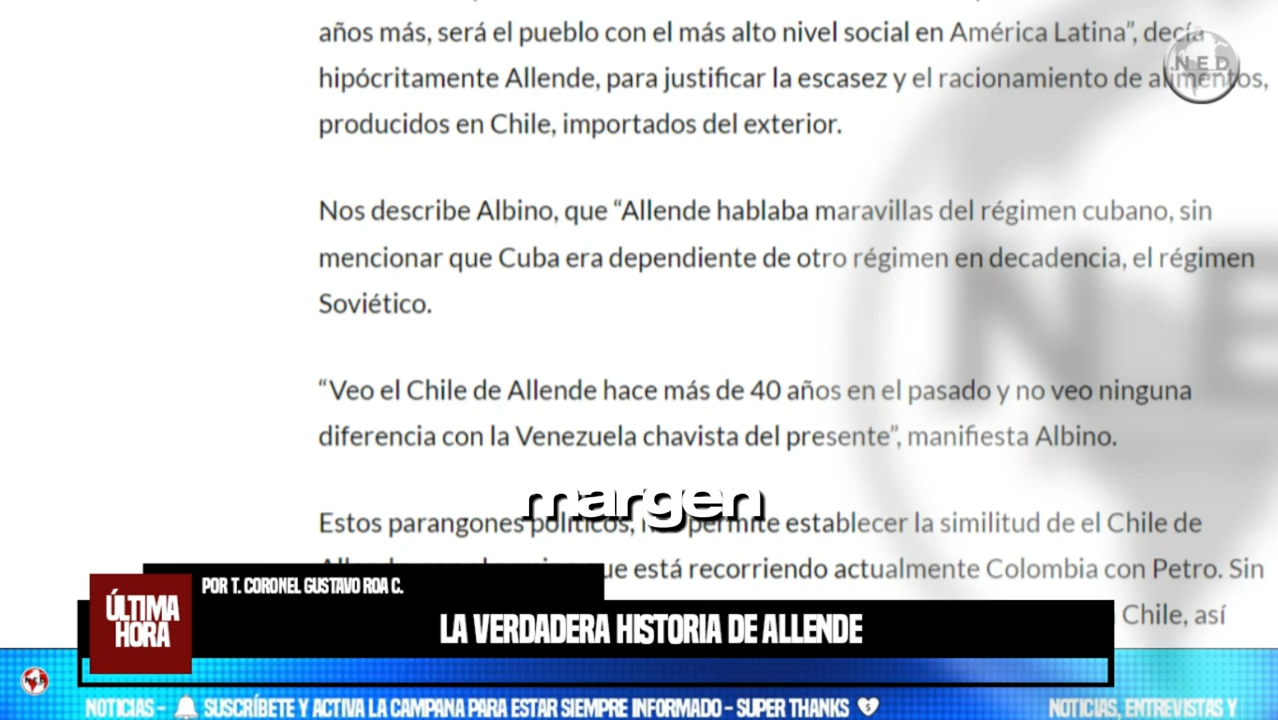 años más, será el pueblo con el más alto nivel social en América Latina”, decía
hipócritamente Allende, para justificar la escasez y el racionamiento de alimentos,
producidos en Chile, importados del exterior.
N.E.D
Nos describe Albino, que “Allende hablaba maravillas del régimen cubano, sin
mencionar que Cuba era dependiente de otro régimen en decadencia, el régimen
Soviético.
“Veo el Chile de Allende hace más de 40 años en el pasado y no veo ninguna
diferencia con la Venezuela chavista del presente”, manifiesta Albino.
margen
Estos parangones políticos, permite establecer la similitud de el Chile de
que está recorriendo actualmente Colombia con Petro. Sin
Chile, así
POR T. CORONEL GUSTAVO ROA C.
ÚLTIMA
HORA
LA VERDADERA HISTORIA DE ALLENDE
NOTICIAS - SUSCRÍBETE Y ACTIVA LA CAMPANA PARA ESTAR SIEMPRE INFORMADO - SUPER THANKS NOTICIAS, ENTREVISTAS Y